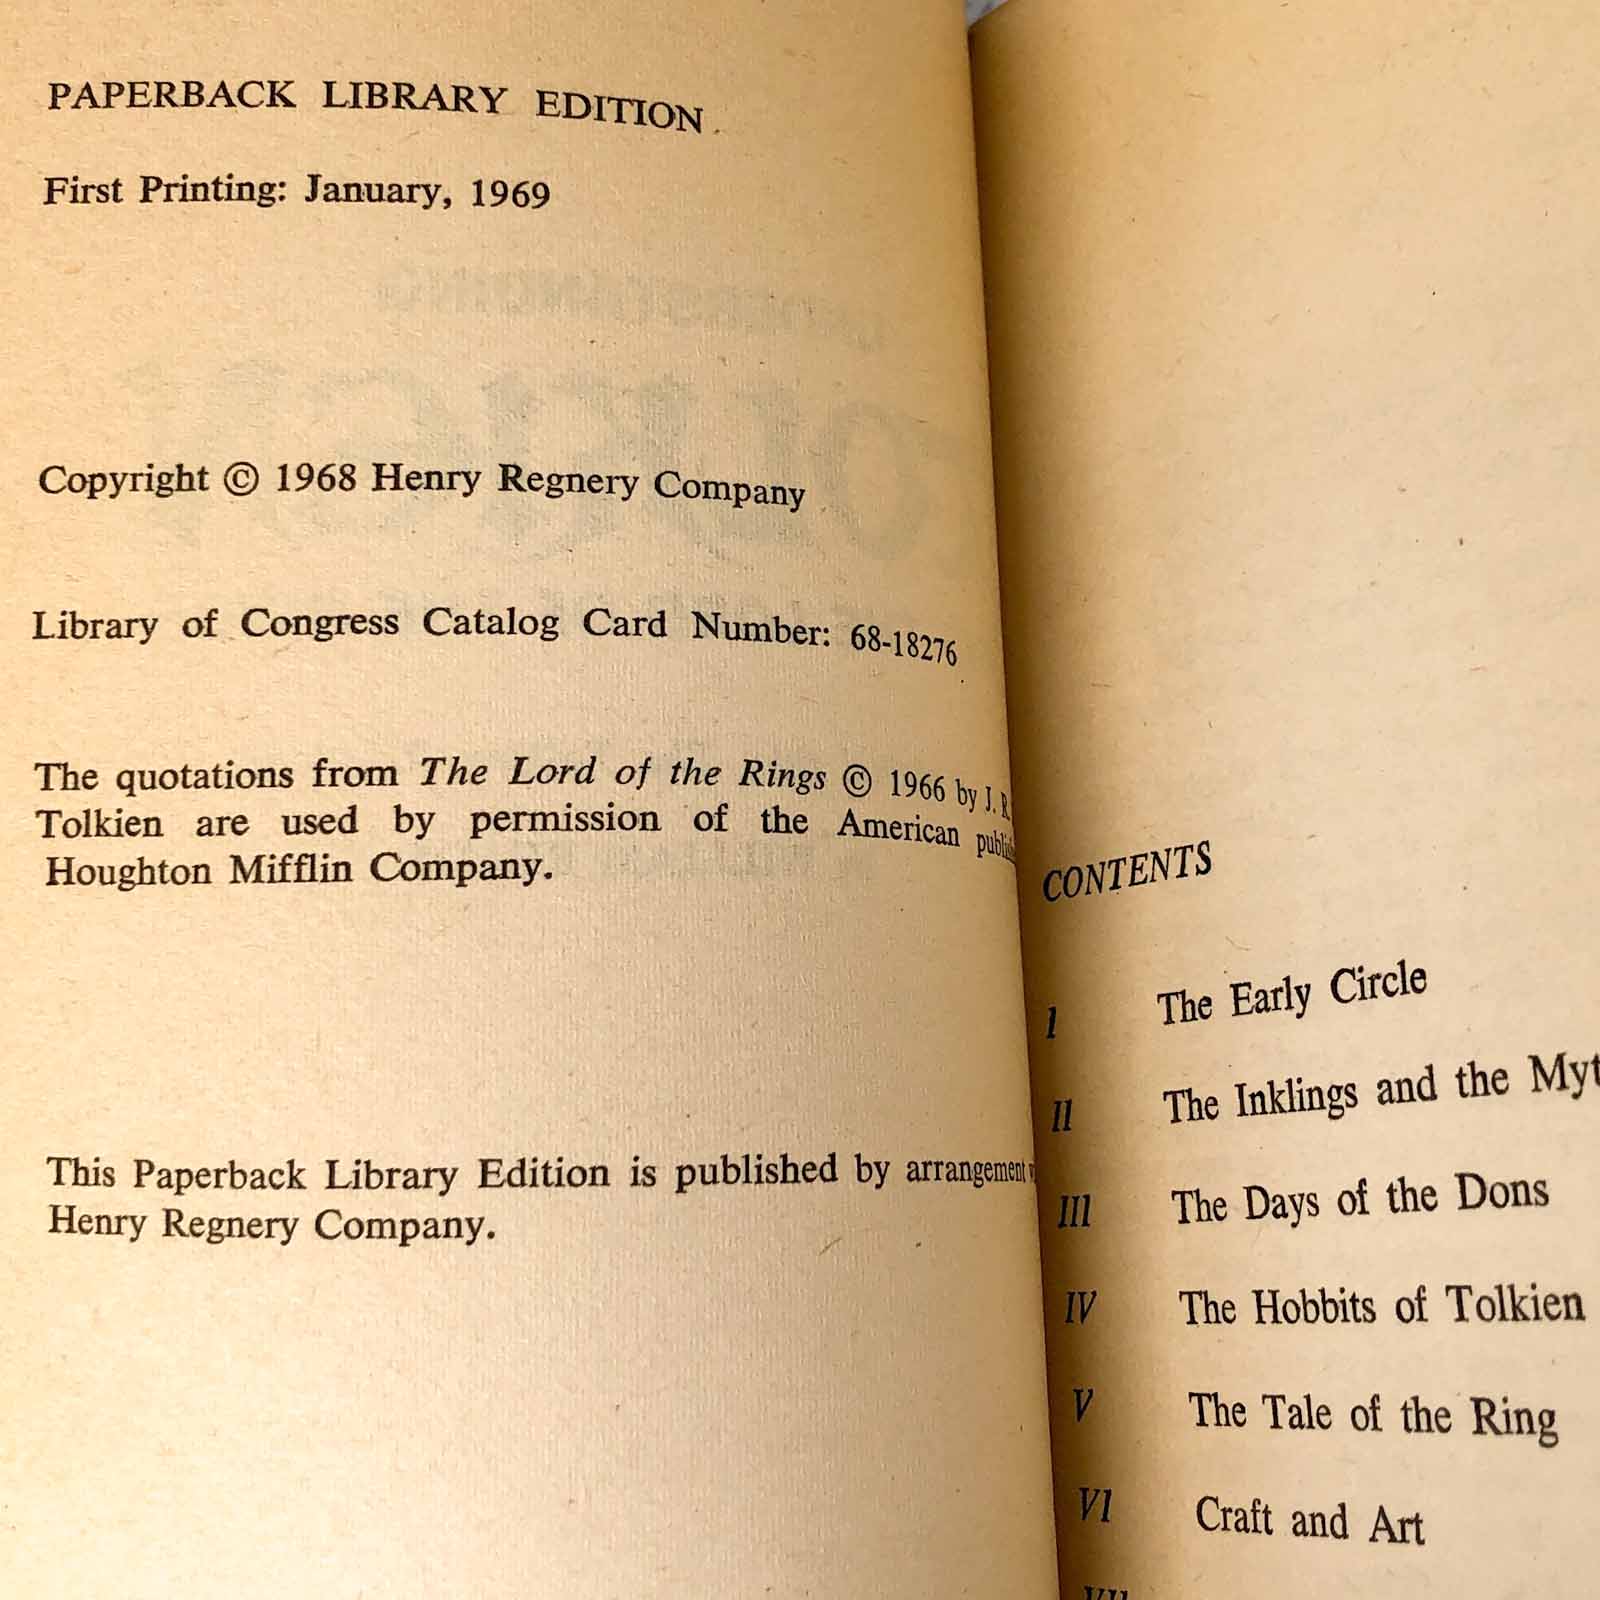 PAPERBACK LIBRARY EDITION
First Printing: January, 1969
Copyright © 1968 Henry Regnery Company
Library of Congress Catalog Card Number: 68-18276
The quotations from The Lord of the Rings © 1966 by J. R.
Tolkien are used by permission of the American
Houghton Mifflin Company.
This Paperback Library Edition is published by arrangement
Henry Regnery Company.
CONTENTS
I The Early Circle
II The Inklings and the
III The Days of the Dons
IV The Hobbits of Tolkien
V The Tale of the Ring
VI Craft and Art
VII